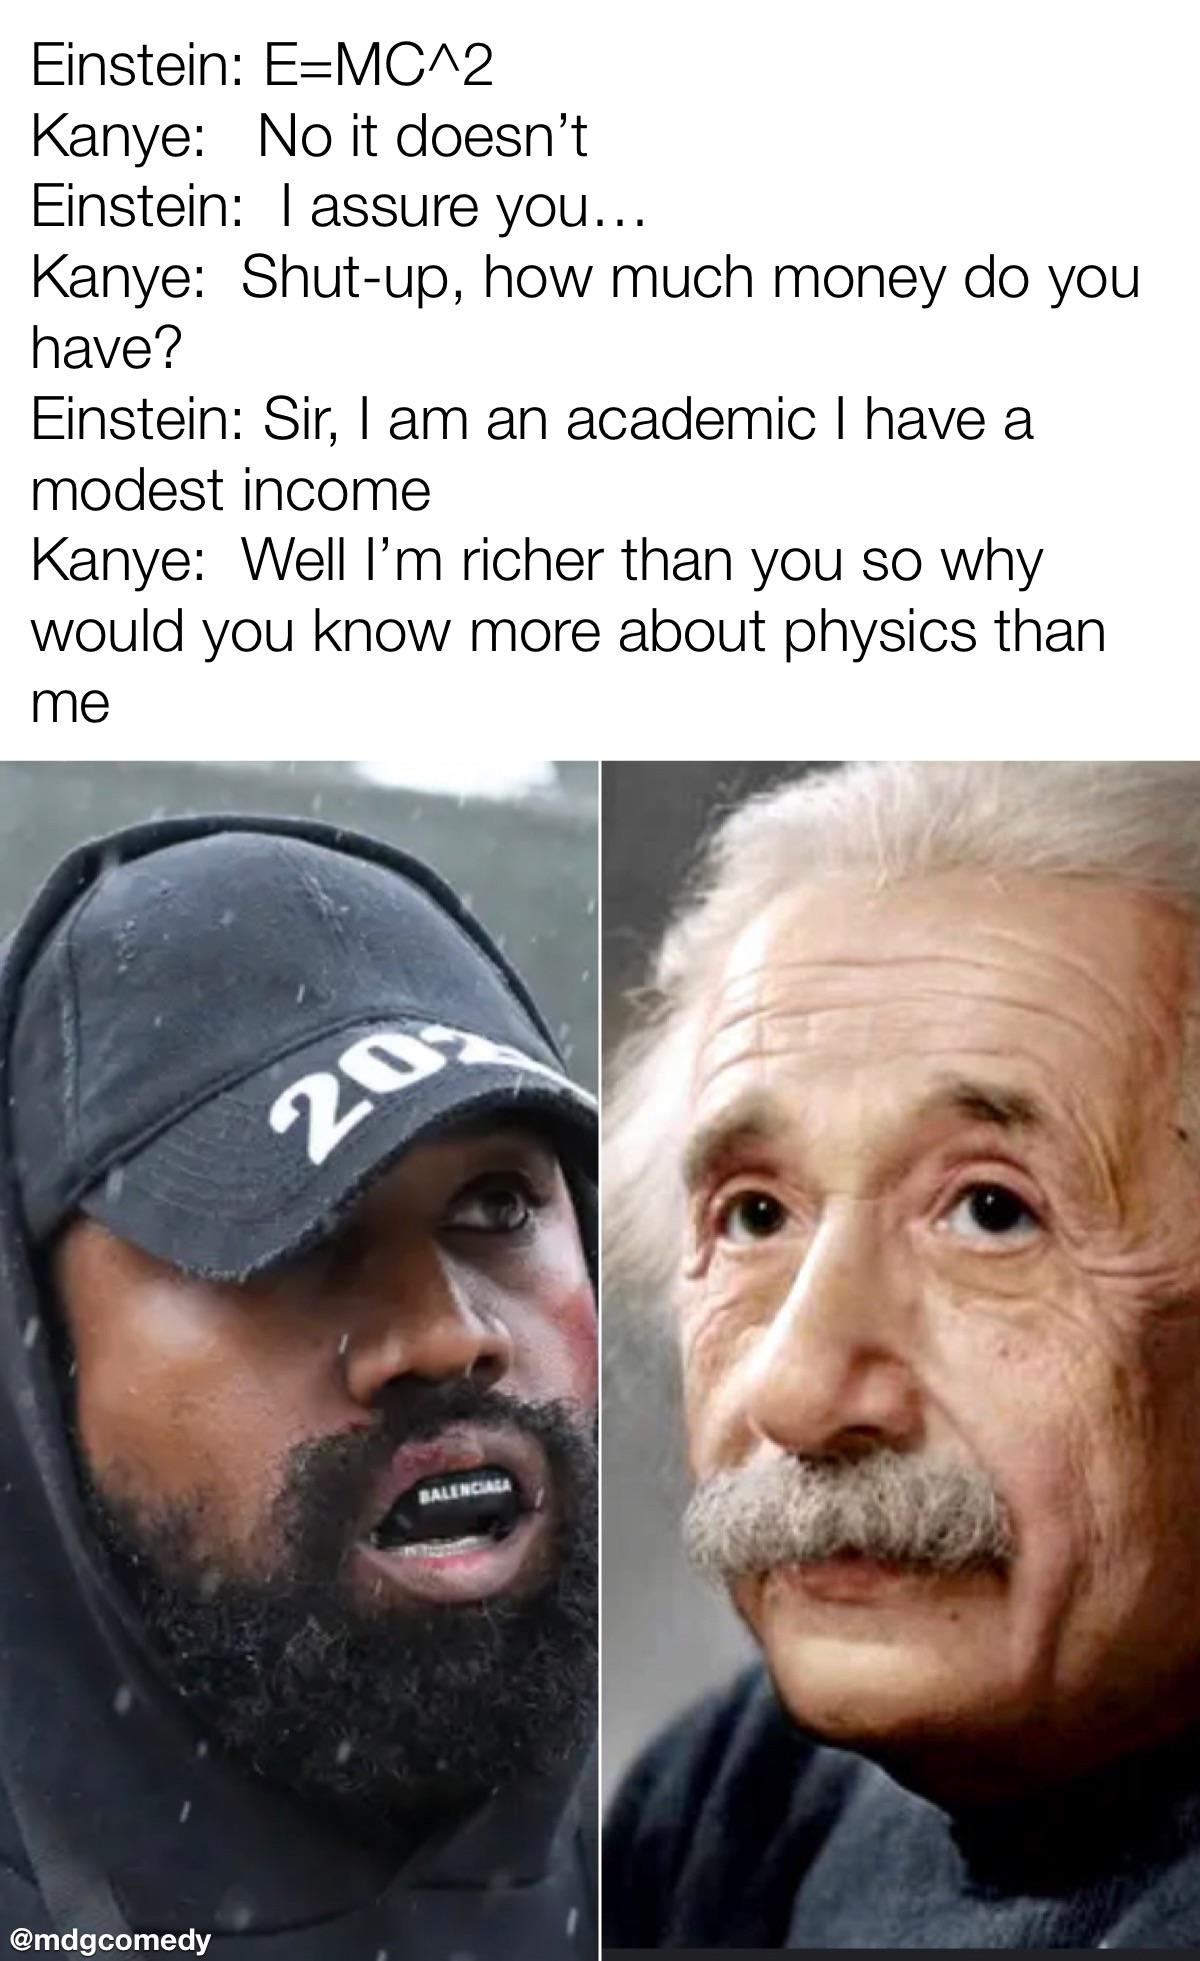 Einstein: E=MC^2
Kanye:   No it doesn’t
Einstein:  I assure you…
Kanye:  Shut-up, how much money do you
have?
Einstein: Sir, I am an academic I have a
modest income
Kanye:  Well I’m richer than you so why
would you know more about physics than
me
202
BALENCIAGA
@mdgcomedy